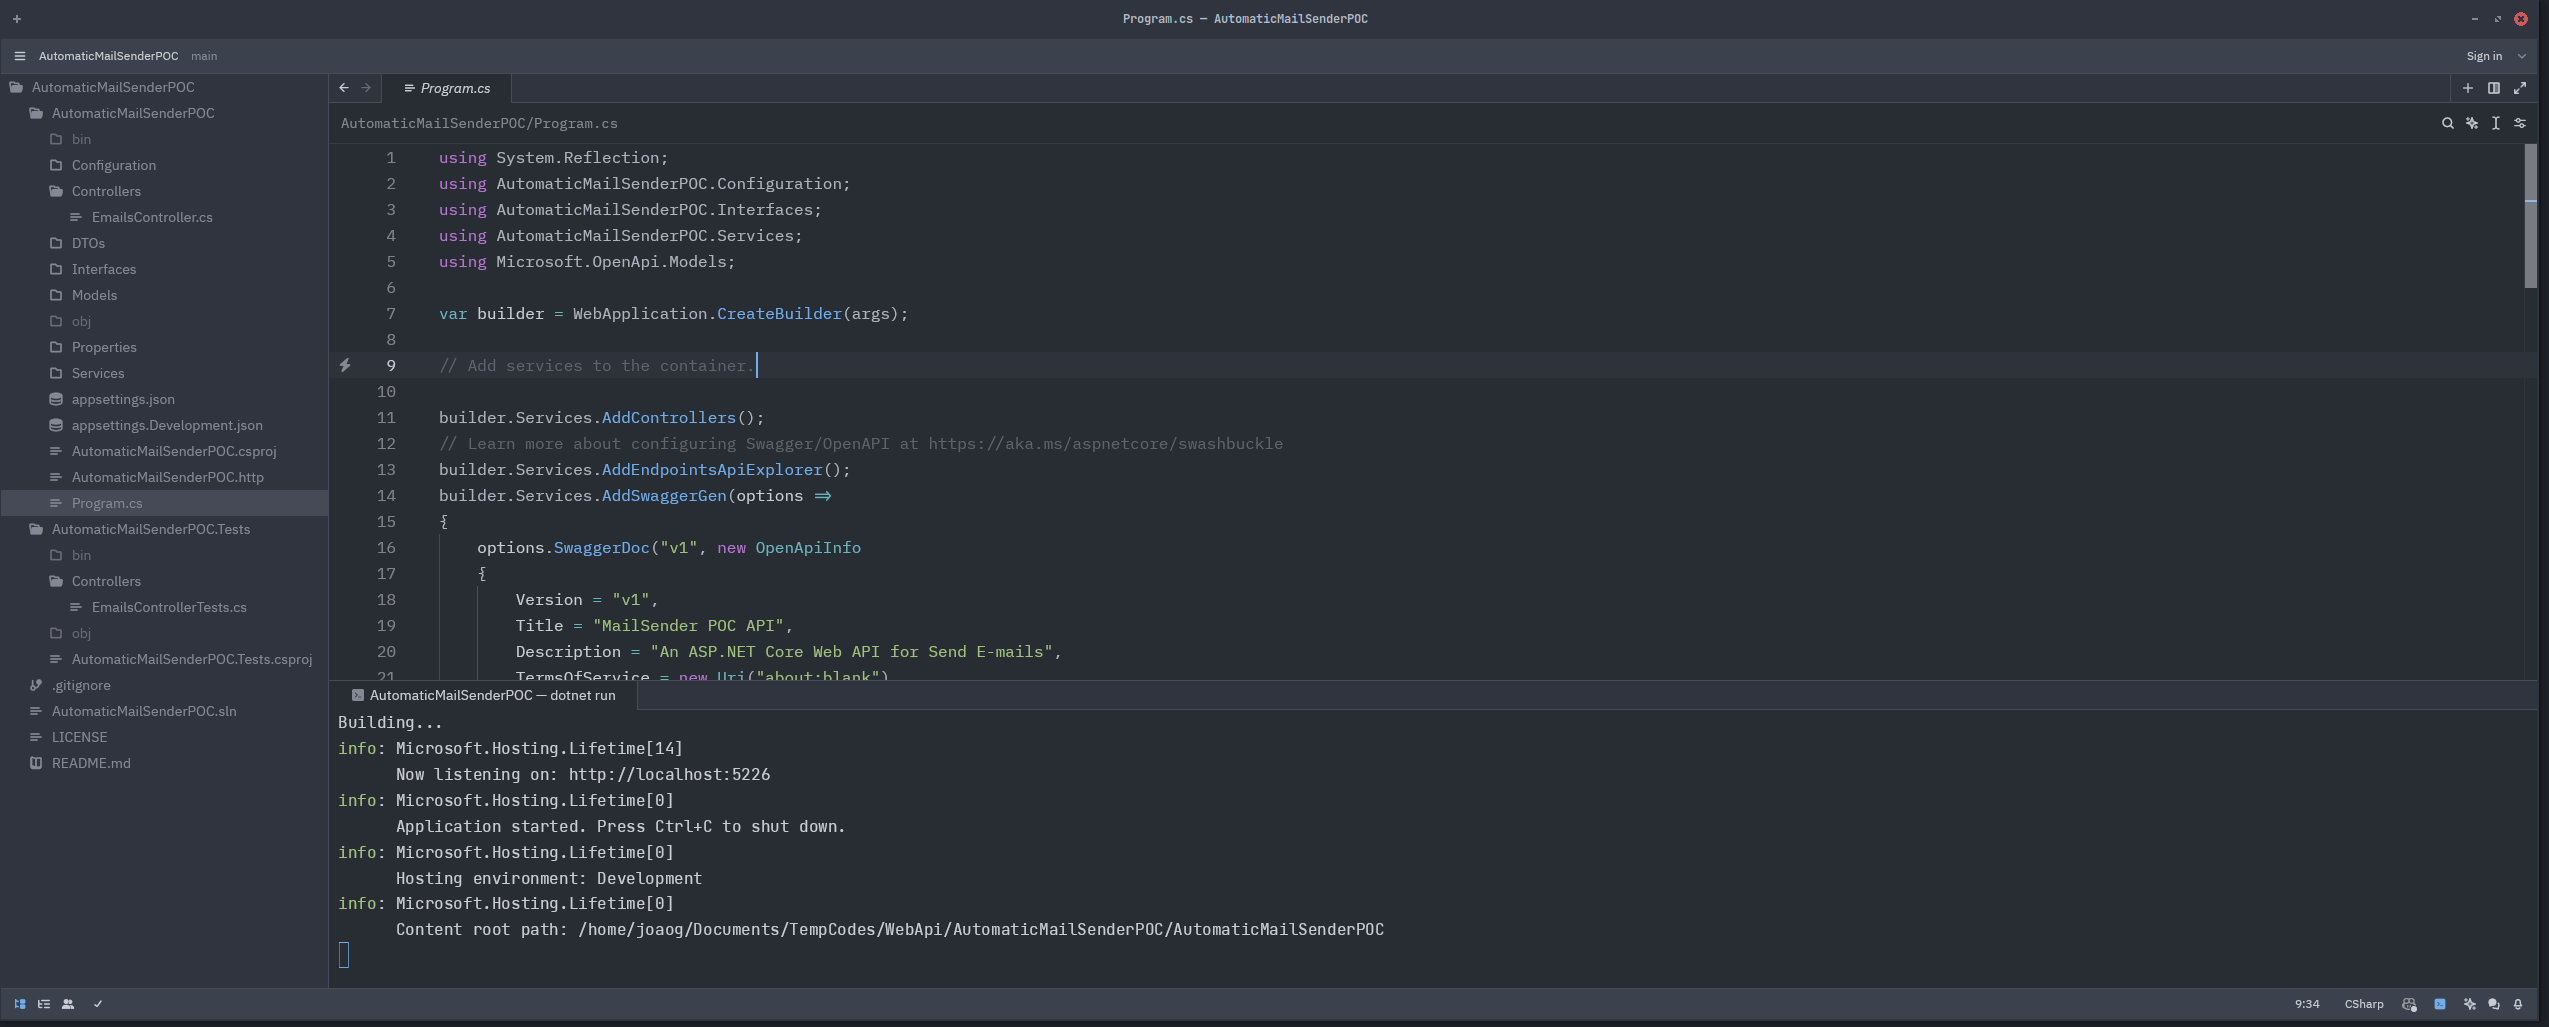 Program.cs — AutomaticMailSenderPOC
AutomaticMailSenderPOC main
Sign in
AutomaticMailSenderPOC
AutomaticMailSenderPOC
bin
Configuration
Controllers
EmailsController.cs
DTOs
Interfaces
Models
obj
Properties
Services
appsettings.json
appsettings.Development.json
AutomaticMailSenderPOC.csproj
AutomaticMailSenderPOC.http
Program.cs
AutomaticMailSenderPOC.Tests
bin
Controllers
EmailsControllerTests.cs
obj
AutomaticMailSenderPOC.Tests.csproj
.gitignore
AutomaticMailSenderPOC.sln
LICENSE
README.md
Program.cs
AutomaticMailSenderPOC/Program.cs
1 using System.Reflection;
2 using AutomaticMailSenderPOC.Configuration;
3 using AutomaticMailSenderPOC.Interfaces;
4 using AutomaticMailSenderPOC.Services;
5 using Microsoft.OpenApi.Models;
6
7 var builder = WebApplication.CreateBuilder(args);
8
9 // Add services to the container.
10
11 builder.Services.AddControllers();
12 // Learn more about configuring Swagger/OpenAPI at https://aka.ms/aspnetcore/swashbuckle
13 builder.Services.AddEndpointsApiExplorer();
14 builder.Services.AddSwaggerGen(options =>
15 {
16 options.SwaggerDoc("v1", new OpenApiInfo
17 {
18 Version = "v1",
19 Title = "MailSender POC API",
20 Description = "An ASP.NET Core Web API for Send E-mails",
21 TermsOfService = new Uri("about:blank")
AutomaticMailSenderPOC — dotnet run
Building...
info: Microsoft.Hosting.Lifetime[14]
Now listening on: http://localhost:5226
info: Microsoft.Hosting.Lifetime[0]
Application started. Press Ctrl+C to shut down.
info: Microsoft.Hosting.Lifetime[0]
Hosting environment: Development
info: Microsoft.Hosting.Lifetime[0]
Content root path: /home/joaog/Documents/TempCodes/WebApi/AutomaticMailSenderPOC/AutomaticMailSenderPOC
9:34 CSharp